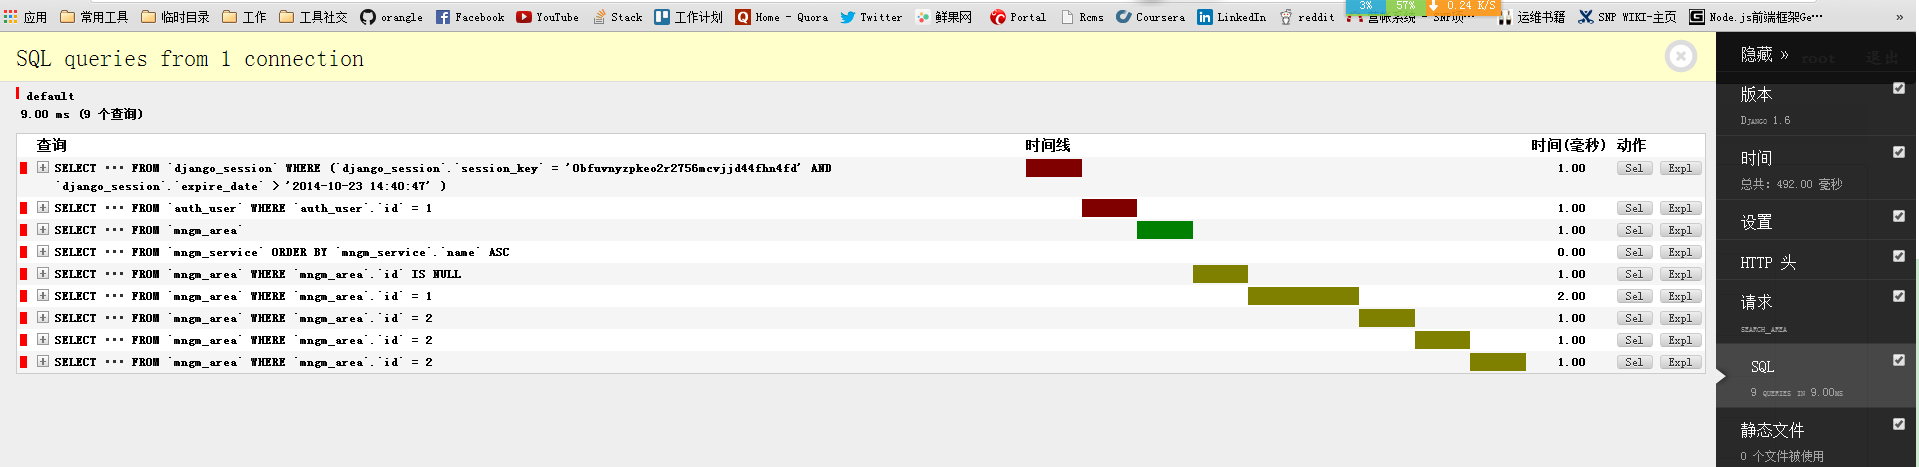 应用 常用工具 临时目录 工作 工具社交 orangle Facebook YouTube Stack 工作计划 Home - Quora Twitter 鲜果网 Portal Rcms Coursera LinkedIn reddit 运维书籍 SNP WIKI-主页 Node.js前端框架Ge… »
3% 57% 0.24 K/S
SQL queries from 1 connection
default
9.00 ms (9 个查询)
查询 时间线 时间(毫秒) 动作
SELECT ··· FROM `django_session` WHERE (`django_session`.`session_key` = '0bfuvnyzpkeo2r2756mcvjjd44fhn4fd' AND 1.00 Sel Expl
`django_session`.`expire_date` > '2014-10-23 14:40:47' )
SELECT ··· FROM `auth_user` WHERE `auth_user`.`id` = 1 1.00 Sel Expl
SELECT ··· FROM `mngm_area` 1.00 Sel Expl
SELECT ··· FROM `mngm_service` ORDER BY `mngm_service`.`name` ASC 0.00 Sel Expl
SELECT ··· FROM `mngm_area` WHERE `mngm_area`.`id` IS NULL 1.00 Sel Expl
SELECT ··· FROM `mngm_area` WHERE `mngm_area`.`id` = 1 2.00 Sel Expl
SELECT ··· FROM `mngm_area` WHERE `mngm_area`.`id` = 2 1.00 Sel Expl
SELECT ··· FROM `mngm_area` WHERE `mngm_area`.`id` = 2 1.00 Sel Expl
SELECT ··· FROM `mngm_area` WHERE `mngm_area`.`id` = 2 1.00 Sel Expl
隐藏 » root 退出
版本
Django 1.6
时间
总共: 492.00 毫秒
设置
HTTP 头
请求
SEARCH_AREA
SQL
9 QUERIES IN 9.00MS
静态文件
0 个文件被使用